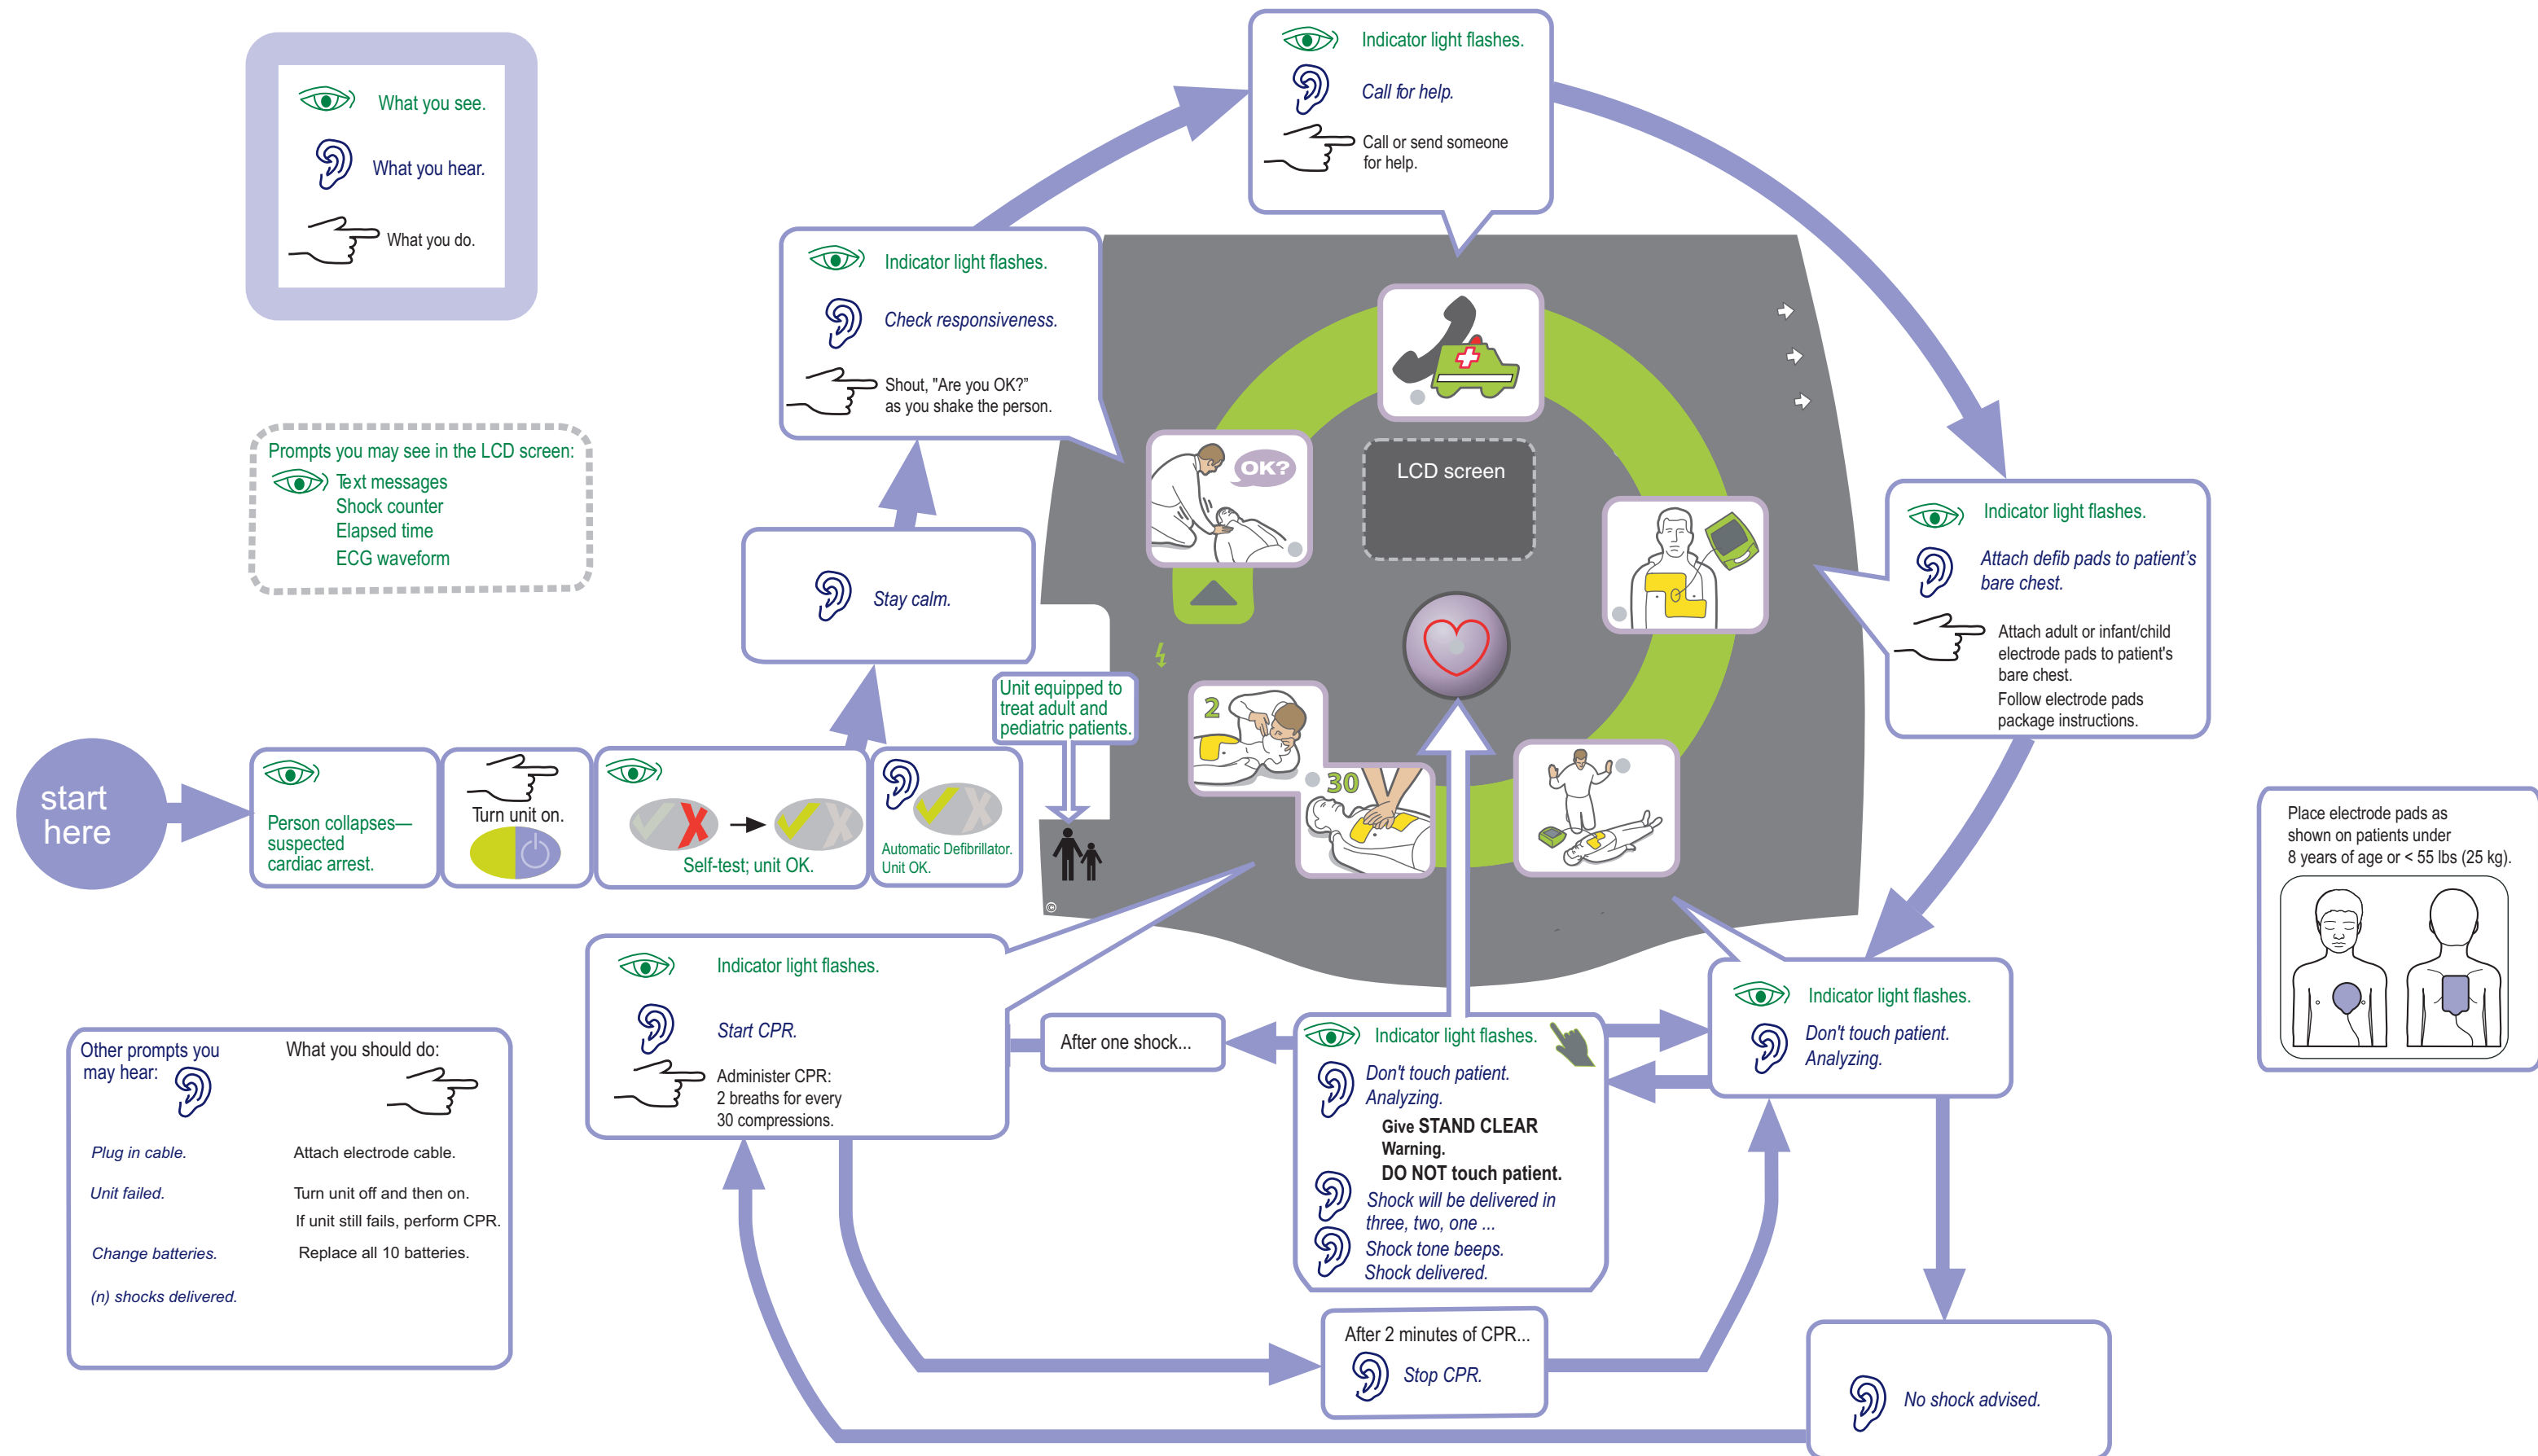 What you see.
What you hear.
What you do.
Prompts you may see in the LCD screen:
Text messages
Shock counter
Elapsed time
ECG waveform
start
here
Person collapses—
suspected
cardiac arrest.
Turn unit on.
Self-test; unit OK.
Automatic Defibrillator.
Unit OK.
Stay calm.
Indicator light flashes.
Check responsiveness.
Shout, "Are you OK?”
as you shake the person.
Indicator light flashes.
Call for help.
Call or send someone
for help.
Indicator light flashes.
Attach defib pads to patient's
bare chest.
Attach adult or infant/child
electrode pads to patient's
bare chest.
Follow electrode pads
package instructions.
Unit equipped to
treat adult and
pediatric patients.
OK?
LCD screen
2
30
Place electrode pads as
shown on patients under
8 years of age or < 55 lbs (25 kg).
Indicator light flashes.
Don't touch patient.
Analyzing.
Indicator light flashes.
Don't touch patient.
Analyzing.
Give STAND CLEAR
Warning.
DO NOT touch patient.
Shock will be delivered in
three, two, one ...
Shock tone beeps.
Shock delivered.
After one shock...
Indicator light flashes.
Start CPR.
Administer CPR:
2 breaths for every
30 compressions.
After 2 minutes of CPR...
Stop CPR.
No shock advised.
Other prompts you
may hear:
What you should do:
Plug in cable.
Attach electrode cable.
Unit failed.
Turn unit off and then on.
If unit still fails, perform CPR.
Change batteries.
Replace all 10 batteries.
(n) shocks delivered.